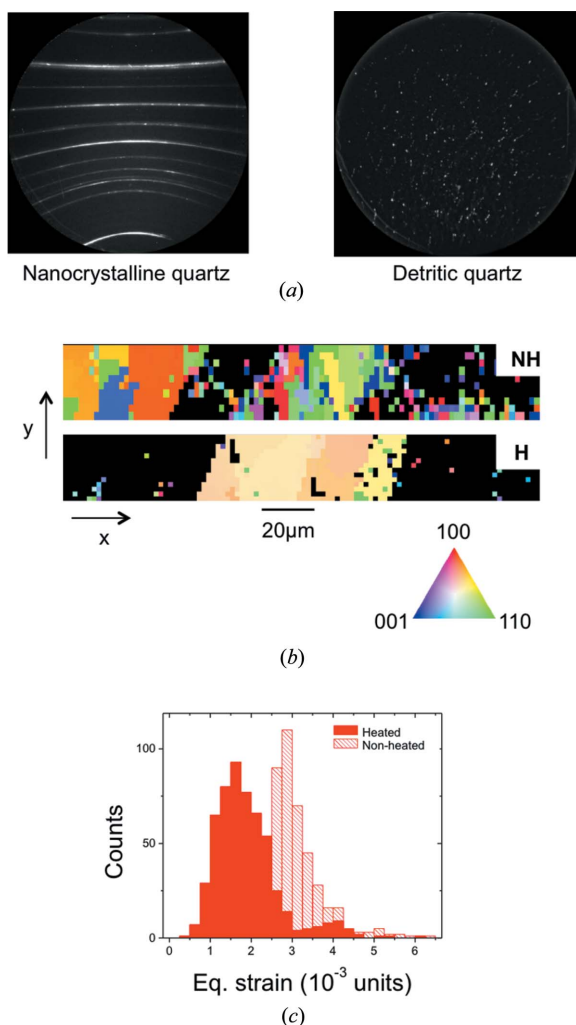 Nanocrystalline quartz
Detritic quartz
(a)
NH
y
H
x
20µm
100
001
110
(b)
Heated
Non-heated
100
50
0
Counts
0 1 2 3 4 5 6
Eq. strain (10⁻³ units)
(c)